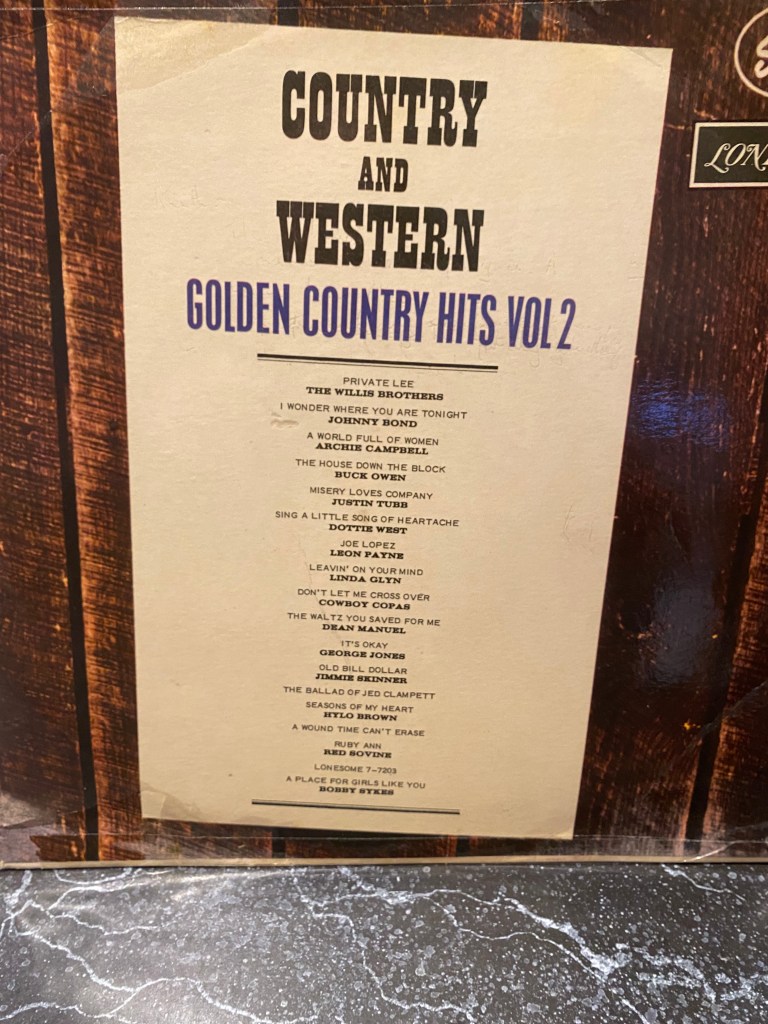 COUNTRY
AND
WESTERN
GOLDEN COUNTRY HITS VOL 2
PRIVATE LEE
THE WILLIS BROTHERS
I WONDER WHERE YOU ARE TONIGHT
JOHNNY BOND
A WORLD FULL OF WOMEN
ARCHIE CAMPBELL
THE HOUSE DOWN THE BLOCK
BUCK OWEN
MISERY LOVES COMPANY
JUSTIN TUBB
SING A LITTLE SONG OF HEARTACHE
DOTTIE WEST
JOE LOPEZ
LEON PAYNE
LEAVIN' ON YOUR MIND
LINDA GLYN
DON'T LET ME CROSS OVER
COWBOY COPAS
THE WALTZ YOU SAVED FOR ME
DEAN MANUEL
IT'S OKAY
GEORGE JONES
OLD BILL DOLLAR
JIMMIE SKINNER
THE BALLAD OF JED CLAMPETT
SEASONS OF MY HEART
HYLO BROWN
A WOUND TIME CAN'T ERASE
RUBY ANN
RED SOVINE
LONESOME 7-7203
A PLACE FOR GIRLS LIKE YOU
BOBBY SYKES